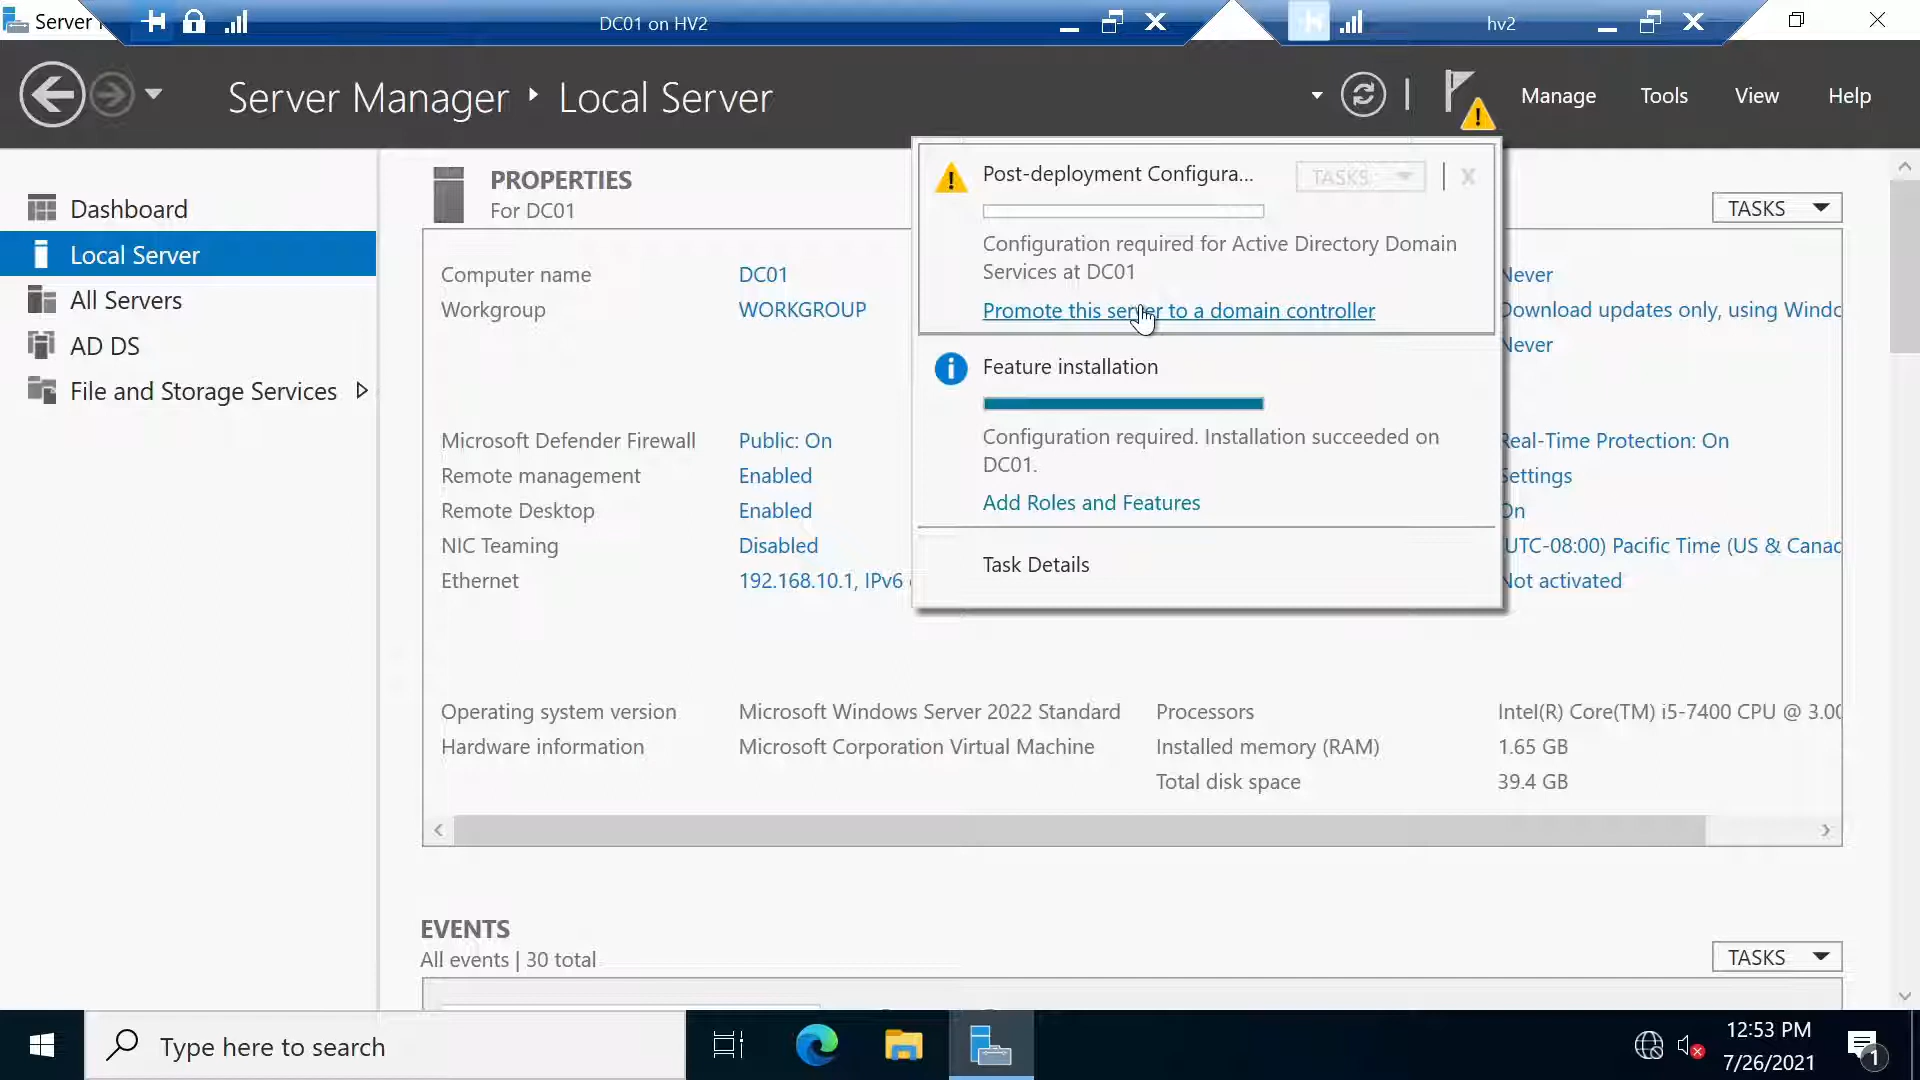 Server
DC01 on HV2
hv2
Server Manager ‣ Local Server
Manage
Tools
View
Help
Dashboard
Local Server
All Servers
AD DS
File and Storage Services
PROPERTIES
For DC01
TASKS
Computer name
DC01
Workgroup
WORKGROUP
Never
Download updates only, using Windo
Never
Microsoft Defender Firewall
Public: On
Real-Time Protection: On
Remote management
Enabled
Settings
Remote Desktop
Enabled
On
NIC Teaming
Disabled
(UTC-08:00) Pacific Time (US & Canad
Ethernet
192.168.10.1, IPv6
Not activated
Operating system version
Microsoft Windows Server 2022 Standard
Processors
Intel(R) Core(TM) i5-7400 CPU @ 3.00
Hardware information
Microsoft Corporation Virtual Machine
Installed memory (RAM)
1.65 GB
Total disk space
39.4 GB
Post-deployment Configura...
TASKS
X
Configuration required for Active Directory Domain
Services at DC01
Promote this server to a domain controller
Feature installation
Configuration required. Installation succeeded on
DC01.
Add Roles and Features
Task Details
EVENTS
All events | 30 total
TASKS
Type here to search
12:53 PM
7/26/2021
1